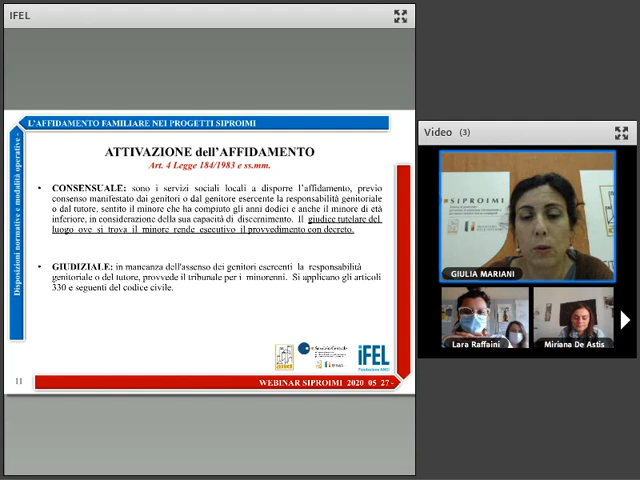 IFEL
L'AFFIDAMENTO FAMILIARE NEI PROGETTI SIPROIMI
Disposizioni normative e modalità operative -
ATTIVAZIONE dell'AFFIDAMENTO
Art. 4 Legge 184/1983 e ss.mm.
• CONSENSUALE: sono i servizi sociali locali a disporre l'affidamento, previo
consenso manifestato dai genitori o dal genitore esercente la responsabilità genitoriale
o dal tutore, sentito il minore che ha compiuto gli anni dodici e anche il minore di età
inferiore, in considerazione della sua capacità di discernimento. Il giudice tutelare del
luogo ove si trova il minore rende esecutivo il provvedimento con decreto.
• GIUDIZIALE: in mancanza dell'assenso dei genitori esercenti la responsabilità
genitoriale o del tutore, provvede il tribunale per i minorenni. Si applicano gli articoli
330 e seguenti del codice civile.
Servizio Centrale
iFEL
Fondazione ANCI
11
WEBINAR SIPROIMI 2020 05 27 -
Video (3)
SIPROIMI
GIULIA MARIANI
Lara Raffaini
Miriana De Astis